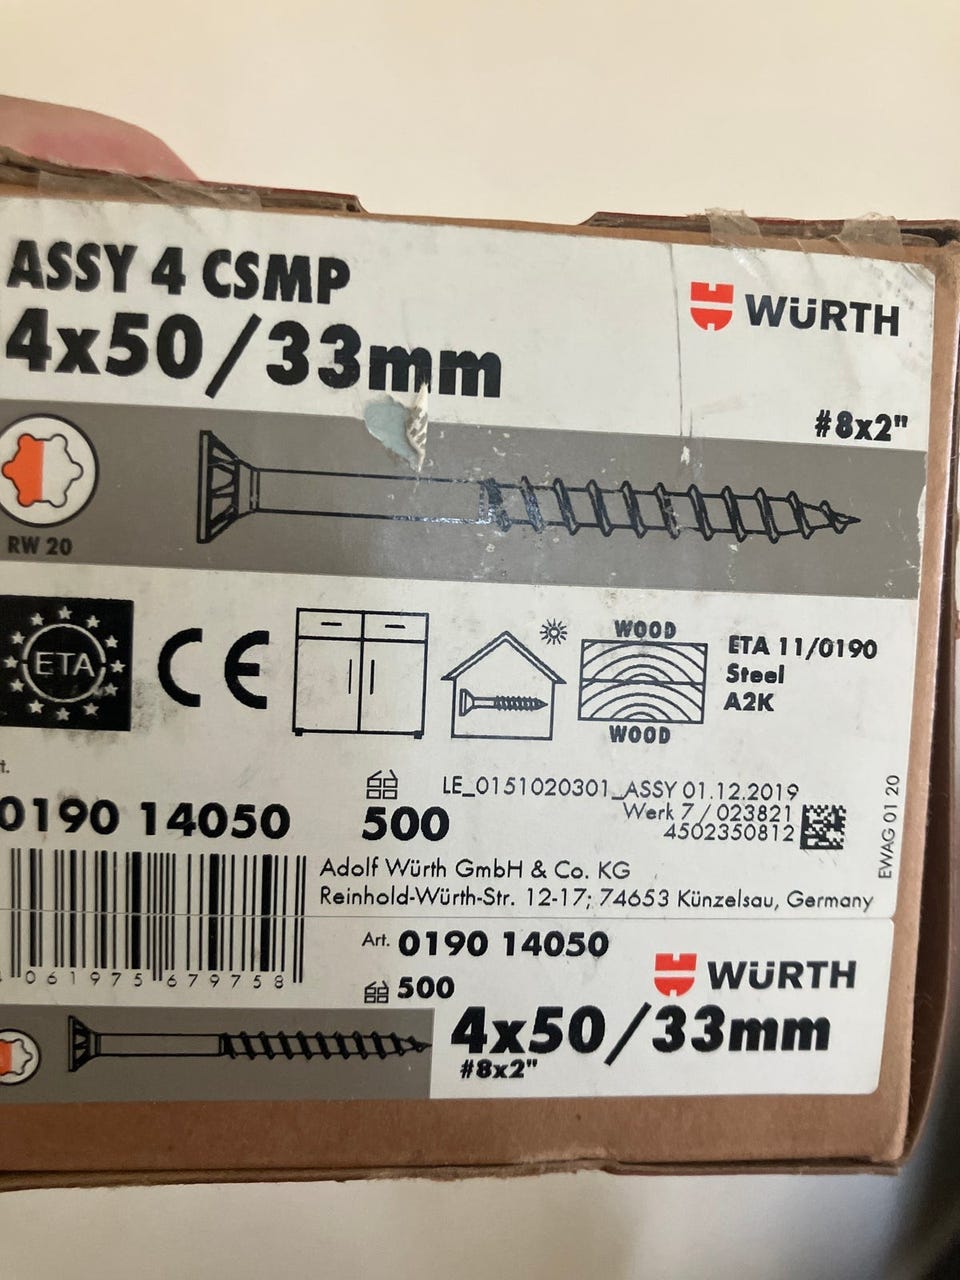 ASSY 4 CSMP
4x50/33mm
WÜRTH
#8x2"
RW 20
ETA
CE
WOOD
WOOD
ETA 11/0190
Steel
A2K
t.
0190 14050
500
LE_0151020301_ASSY 01.12.2019
Werk 7 / 023821
4502350812
EWAG 01 20
Adolf Würth GmbH & Co. KG
Reinhold-Würth-Str. 12-17; 74653 Künzelsau, Germany
061975 679758
Art. 0190 14050
500
WÜRTH
4x50/33mm
#8x2"